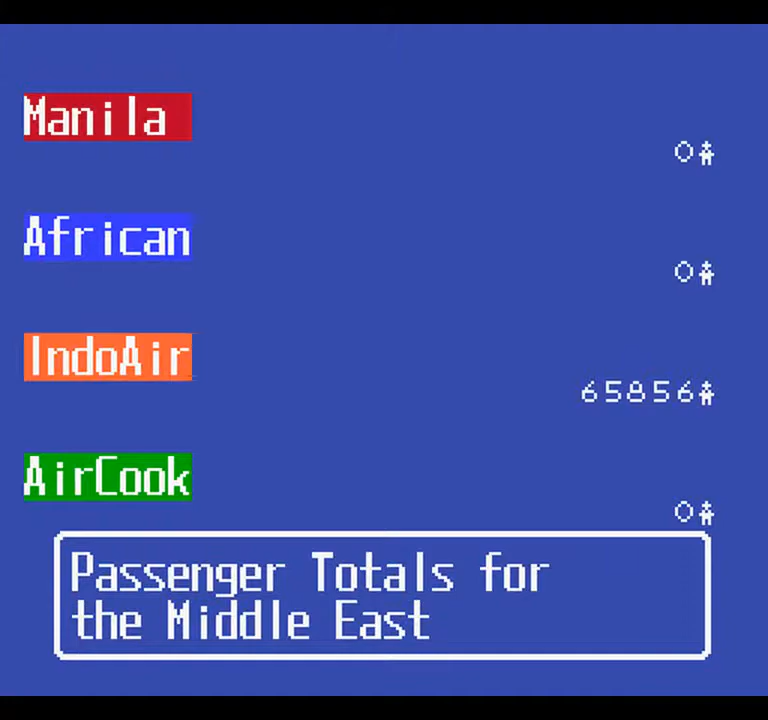 Manila
0
African
0
IndoAir
65856
AirCook
0
Passenger Totals for
the Middle East